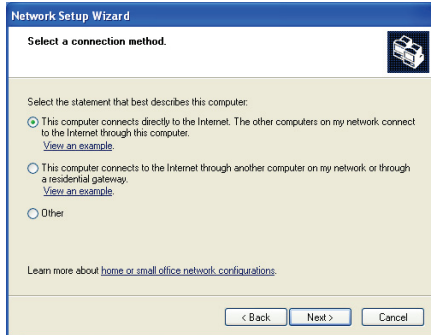 Network Setup Wizard
Select a connection method.
Select the statement that best describes this computer:
This computer connects directly to the Internet. The other computers on my network connect
to the Internet through this computer.
View an example.
This computer connects to the Internet through another computer on my network or through
a residential gateway.
View an example.
Other
Learn more about home or small office network configurations.
< Back Next > Cancel